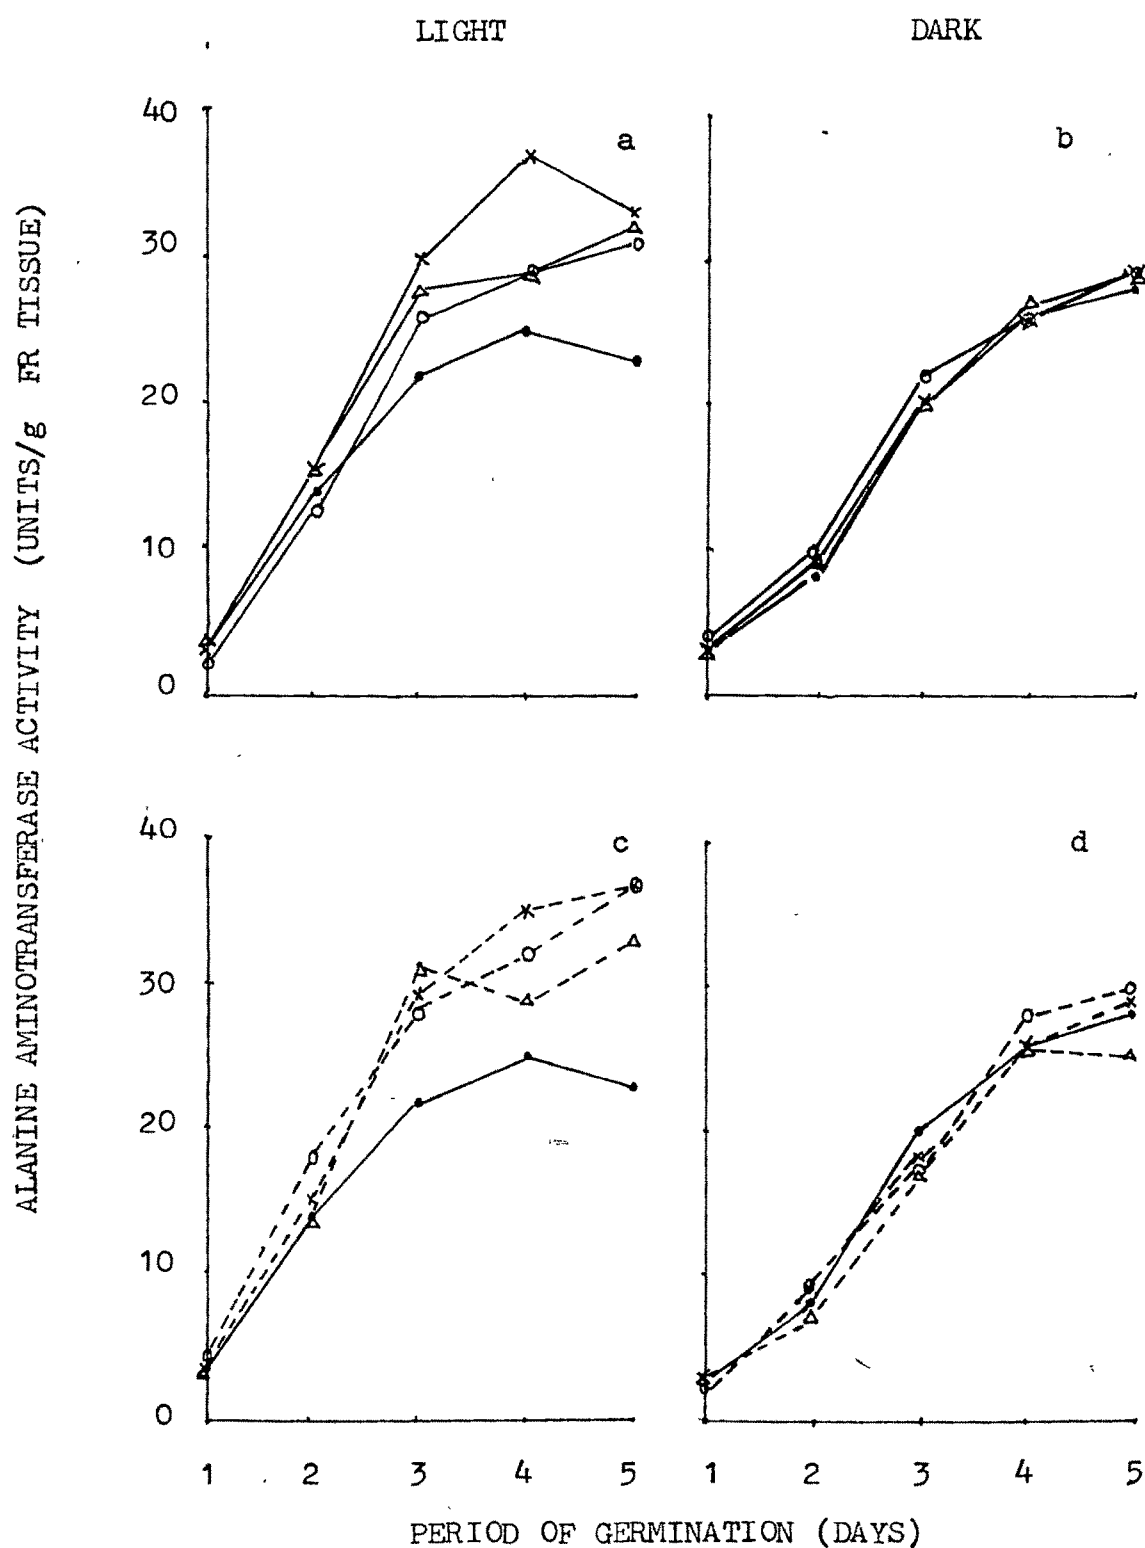 LIGHT
DARK
ALANINE AMINOTRANSFERASE ACTIVITY (UNITS/g FR TISSUE)
40
30
20
10
0
a
b
40
30
20
10
0
c
d
1 2 3 4 5
1 2 3 4 5
PERIOD OF GERMINATION (DAYS)